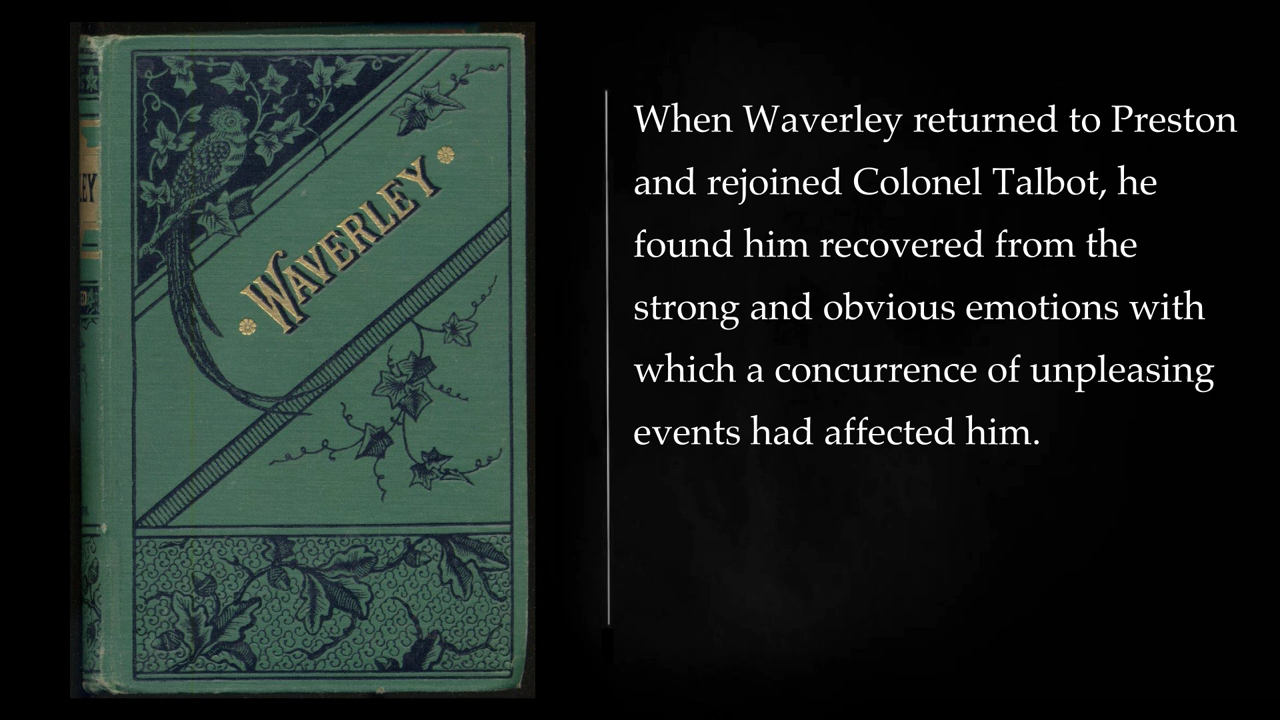 WAVERLEY
LEY
When Waverley returned to Preston
and rejoined Colonel Talbot, he
found him recovered from the
strong and obvious emotions with
which a concurrence of unpleasing
events had affected him.